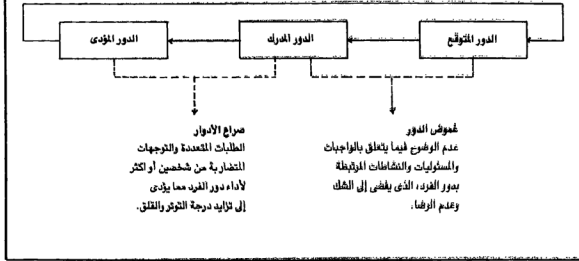 الدور المتوقع
الدور المدرك
الدور المؤدى
غموض الدور
عدم الوضوح فيما يتعلق بالواجبات
والمسئوليات والنشاطات المرتبطة
بدور الفرد، الذى يفضى إلى الشك
وعدم الرضا.
صراع الأدوار
الطلبات المتعددة والتوجهات
المتضاربة من شخصين أو اكثر
لأداء دور الفرد مما يؤدى
إلى تزايد درجة التوتر والقلق.